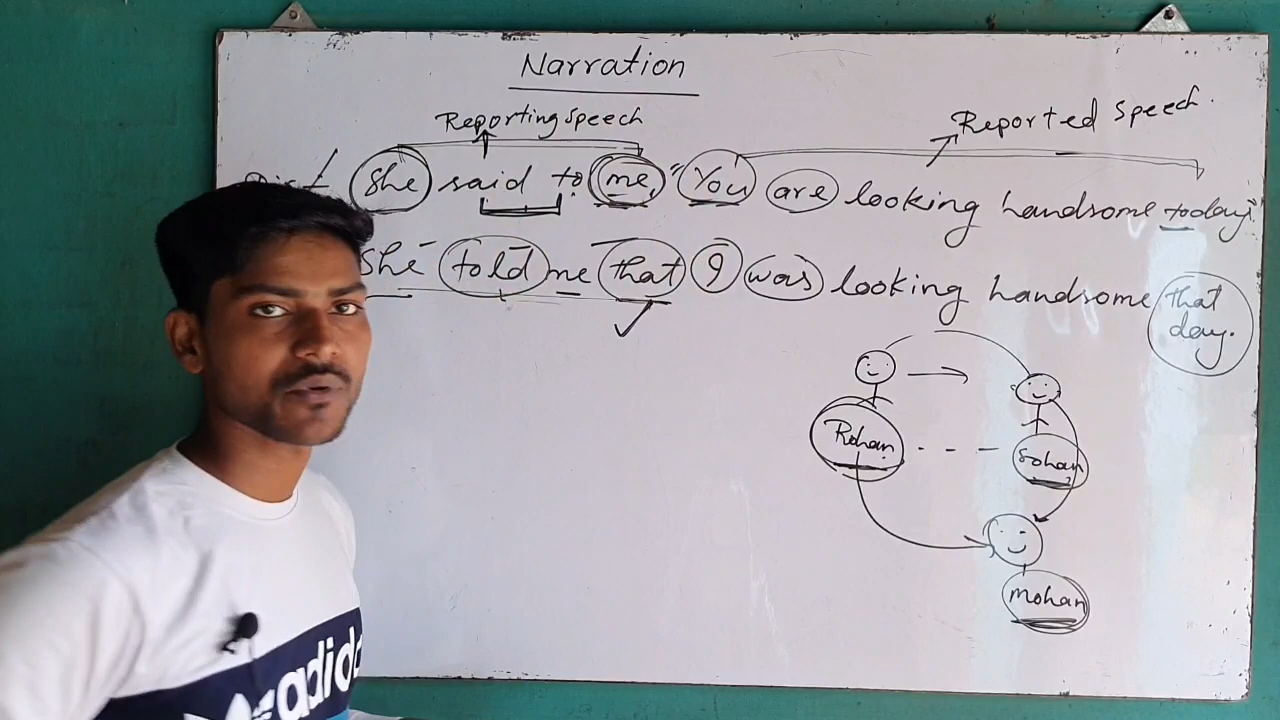 Narration
Reporting speech
Reported speech.
She said to me, "You are looking handsome today."
She told me that I was looking handsome that day.
Rohan
Sohan
mohan
adida